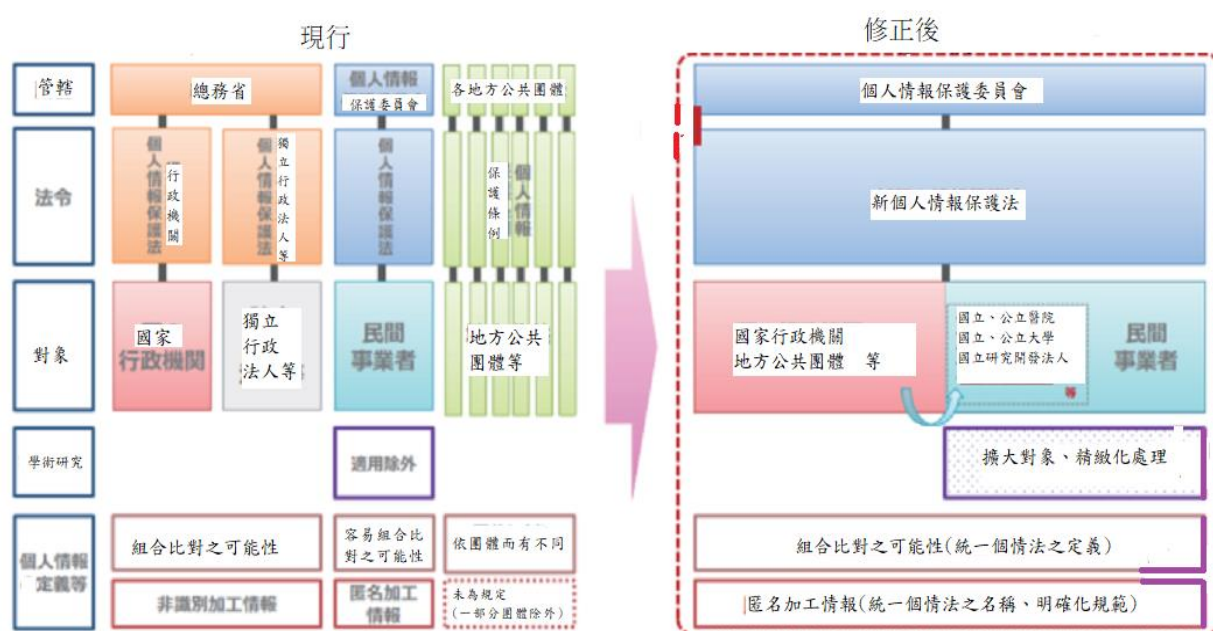 現行
修正後
管轄
總務省
個人情報
保護委員會
各地方公共團體
個人情報保護委員會
法令
個人情報保護法
行政機關
個人情報保護法
獨立行政法人等
個人情報保護法
保護條例
個人情報
新個人情報保護法
對象
國家
行政機関
獨立
行政
法人等
民間
事業者
地方公共
團體等
國家行政機關
地方公共團體 等
國立、公立醫院
國立、公立大學
國立研究開發法人
等
民間
事業者
學術研究
適用除外
擴大對象、精緻化處理
個人情報
定義等
組合比對之可能性
容易組合比
對之可能性
依團體而有不同
組合比對之可能性(統一個情法之定義)
非識別加工情報
匿名加工
情報
未為規定
(一部分團體除外)
匿名加工情報(統一個情法之名稱、明確化規範)